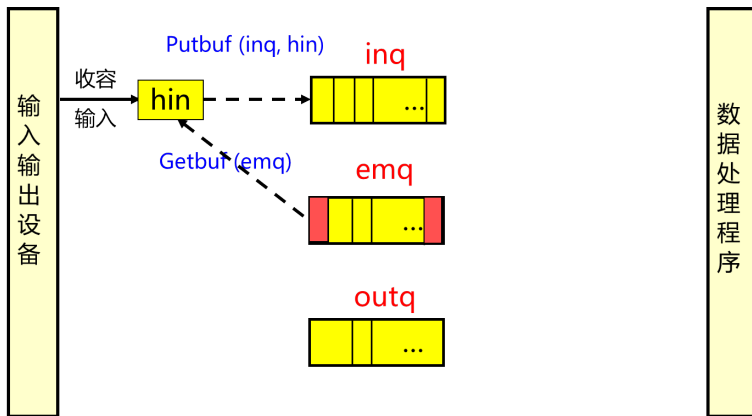 输入输出设备
收容
输入
hin
Putbuf (inq, hin)
Getbuf (emq)
inq
...
emq
...
outq
...
数据处理程序